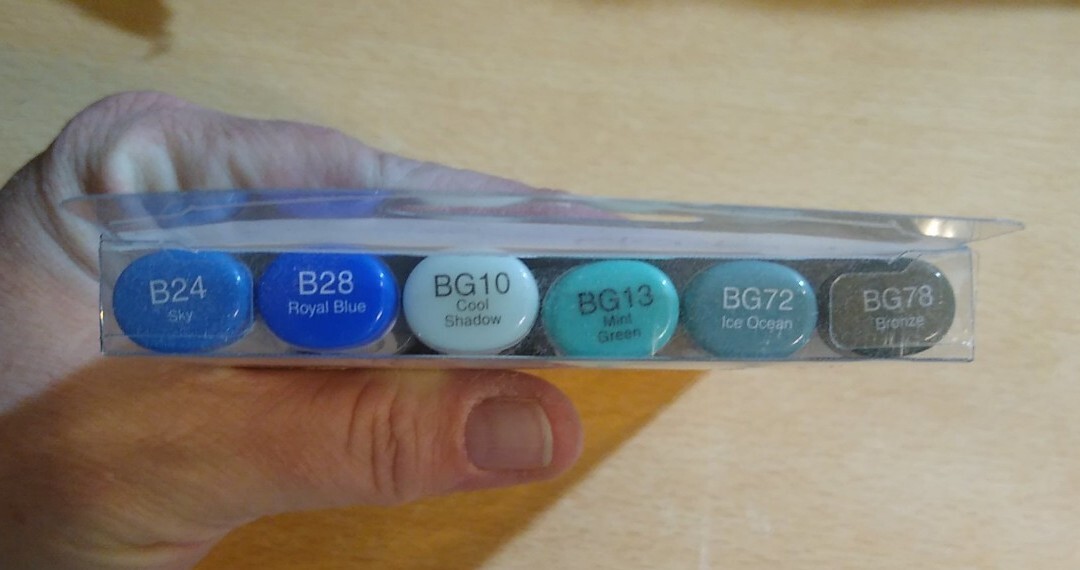 B24
Sky
B28
Royal Blue
BG10
Cool
Shadow
BG13
Mint
Green
BG72
Ice Ocean
BG78
Bronze